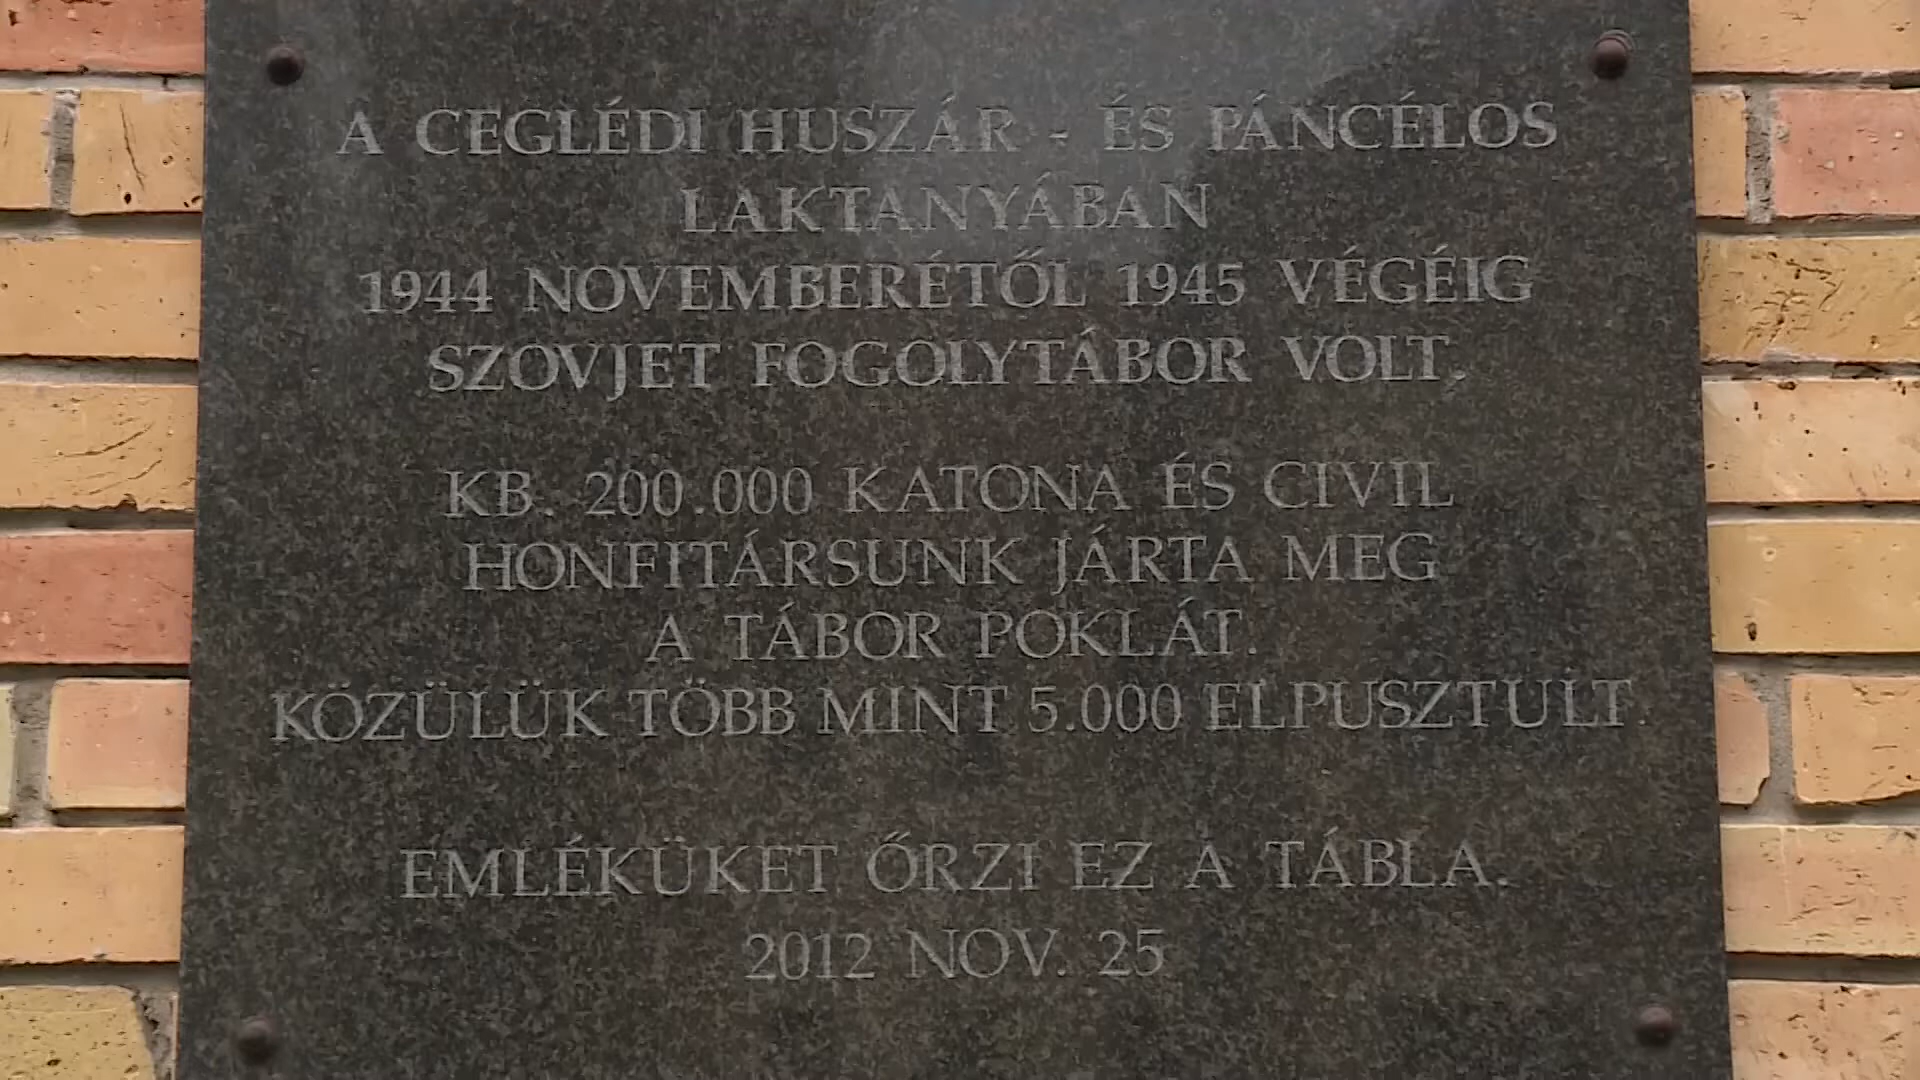 A CEGLÉDI HUSZÁR - ÉS PÁNCÉLOS
LAKTANYÁBAN
1944 NOVEMBERÉTŐL 1945 VÉGÉIG
SZOVJET FOGOLYTÁBOR VOLT.
KB. 200.000 KATONA ÉS CIVIL
HONFITÁRSUNK JÁRTA MEG
A TÁBOR POKLÁT.
KÖZÜLÜK TÖBB MINT 5.000 ELPUSZTULT
EMLÉKÜKET ŐRZI EZ A TÁBLA.
2012 NOV. 25